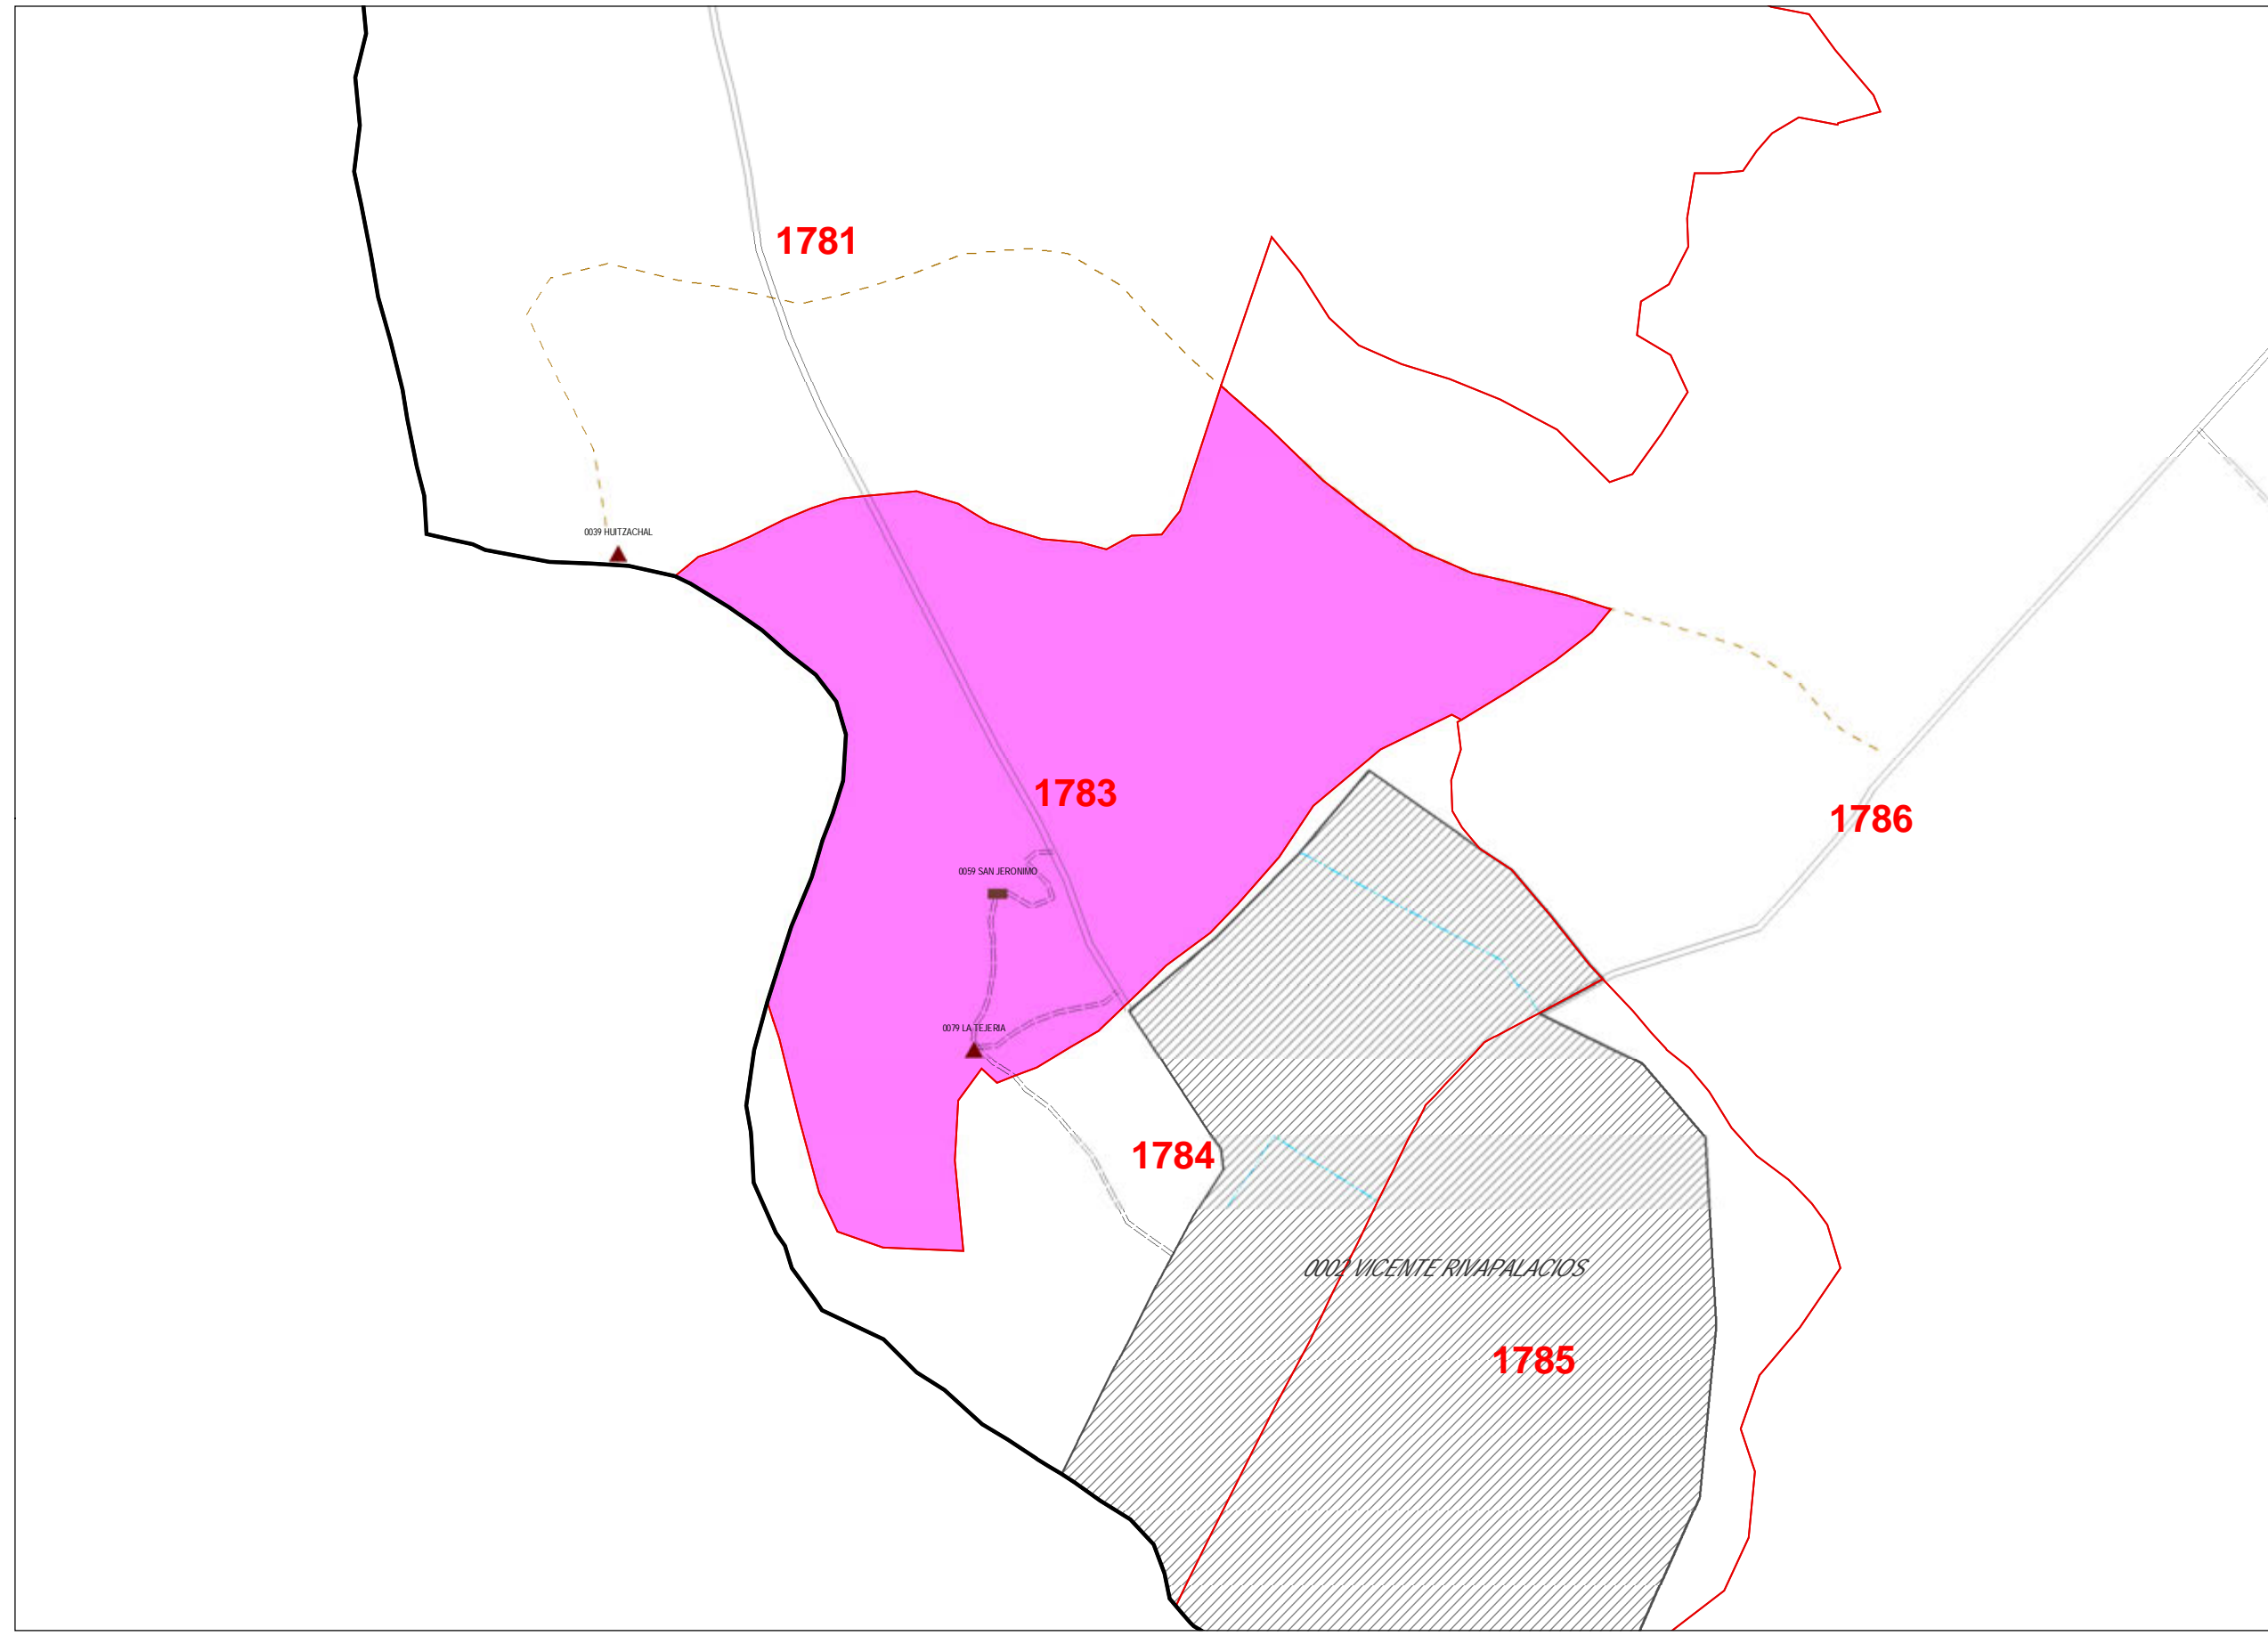 1781
0039 HUITZACHAL
1783
1786
0059 SAN JERONIMO
0079 LA TEJERIA
1784
0002 VICENTE RIVAPALACIOS
1785